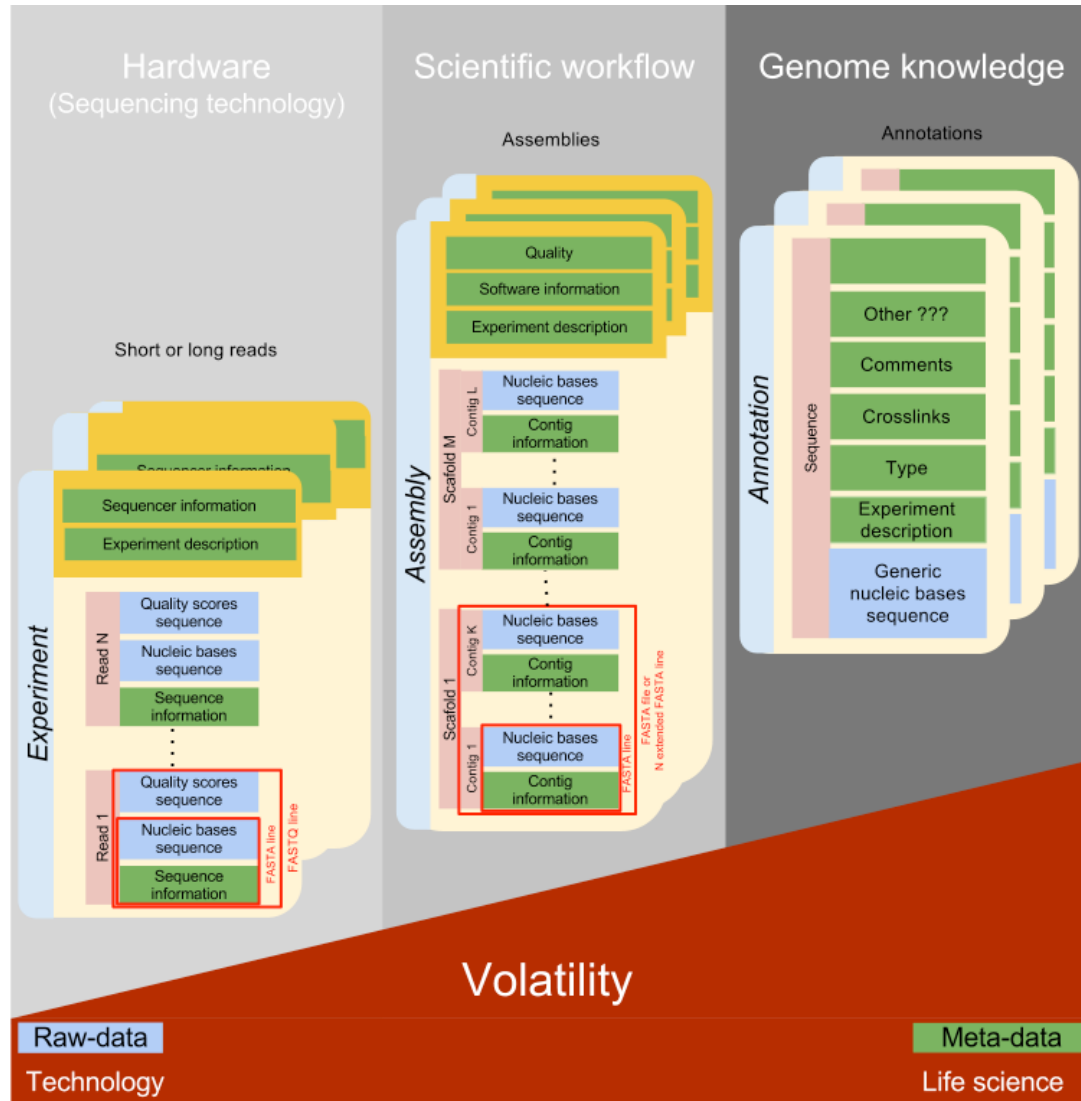 Hardware
(Sequencing technology)
Short or long reads
Sequencer information
Sequencer information
Experiment description
Experiment
Read N
Quality scores
sequence
Nucleic bases
sequence
Sequence
information
Read 1
Quality scores
sequence
Nucleic bases
sequence
Sequence
information
FASTA line
FASTQ line
Scientific workflow
Assemblies
Quality
Software information
Experiment description
Assembly
Scafold M
Contig L
Nucleic bases
sequence
Contig
information
Contig 1
Nucleic bases
sequence
Contig
information
Scafold 1
Contig K
Nucleic bases
sequence
Contig
information
Contig 1
Nucleic bases
sequence
Contig
information
FASTA line
FASTA file or
N extended FASTA line
Genome knowledge
Annotations
Annotation
Sequence
Other ???
Comments
Crosslinks
Type
Experiment
description
Generic
nucleic bases
sequence
Volatility
Raw-data
Meta-data
Technology
Life science